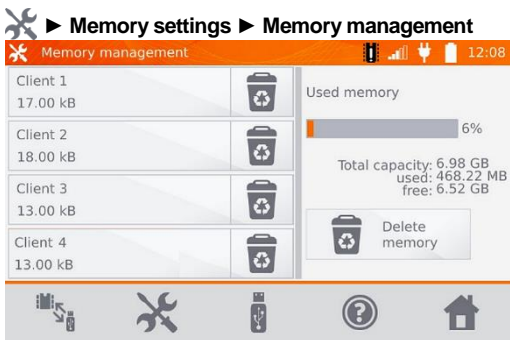 ► Memory settings ► Memory management
Memory management 12:08
Client 1
17.00 kB
Client 2
18.00 kB
Client 3
13.00 kB
Client 4
13.00 kB
Used memory
6%
Total capacity: 6.98 GB
used: 468.22 MB
free: 6.52 GB
Delete
memory